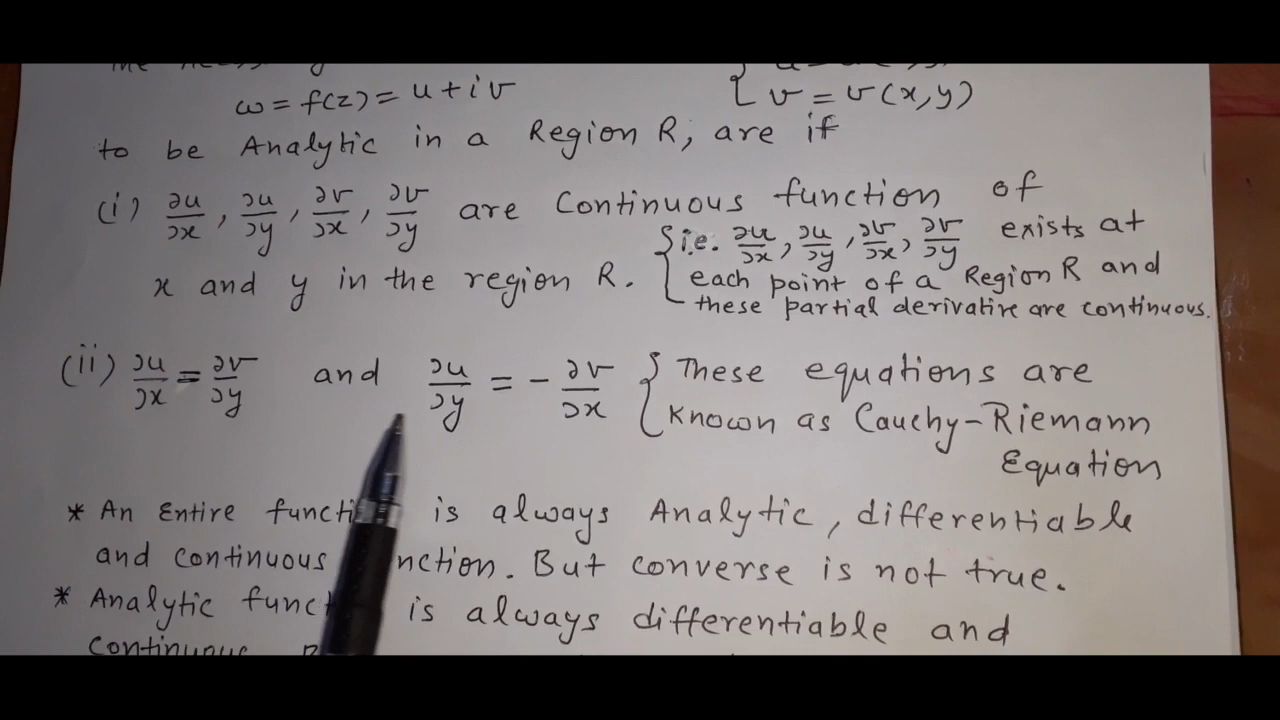 w = f(z) = u + i v { v = v(x, y)
to be Analytic in a Region R, are if
(i) ∂u/∂x , ∂u/∂y , ∂v/∂x , ∂v/∂y are Continuous function of
x and y in the region R.
{ i.e. ∂u/∂x , ∂u/∂y , ∂v/∂x , ∂v/∂y exists at
each point of a Region R and
these partial derivative are continuous.
(ii) ∂u/∂x = ∂v/∂y and ∂u/∂y = - ∂v/∂x { These equations are
Known as Cauchy-Riemann
Equation
* An Entire functi is always Analytic, differentiable
and continuous nction. But converse is not true.
* Analytic funct is always differentiable and
continuous